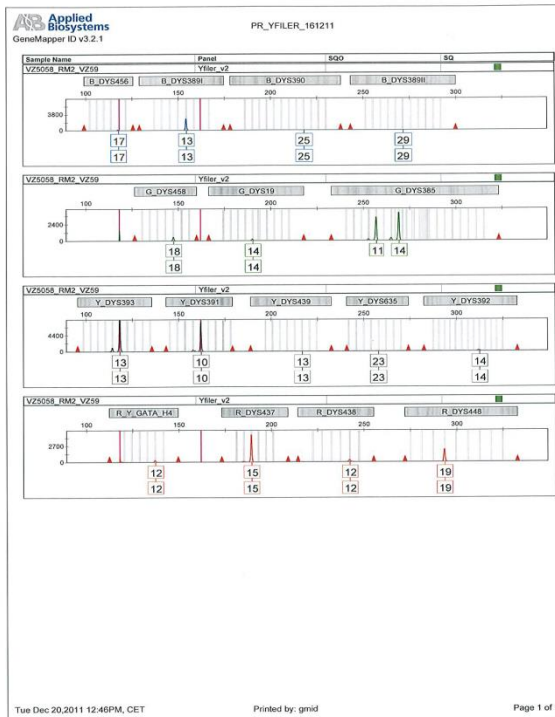 AB Applied Biosystems
GeneMapper ID v3.2.1
PR_YFILER_161211
Sample Name Panel SQO SQ
VZ5058_RM2_VZ59 Yfiler_v2
B_DYS456 B_DYS389I B_DYS390 B_DYS389II
100 150 200 250 300
3800
0
17 13 25 29
17 13 25 29
VZ5058_RM2_VZ59 Yfiler_v2
G_DYS458 G_DYS19 G_DYS385
100 150 200 250 300
2400
0
18 14 11 14
18 14
VZ5058_RM2_VZ59 Yfiler_v2
Y_DYS393 Y_DYS391 Y_DYS439 Y_DYS635 Y_DYS392
100 150 200 250 300
4400
0
13 10 13 23 14
13 10 13 23 14
VZ5058_RM2_VZ59 Yfiler_v2
R_Y_GATA_H4 R_DYS437 R_DYS438 R_DYS448
100 150 200 250 300
2700
0
12 15 12 19
12 15 12 19
Tue Dec 20,2011 12:46PM, CET Printed by: gmid Page 1 of